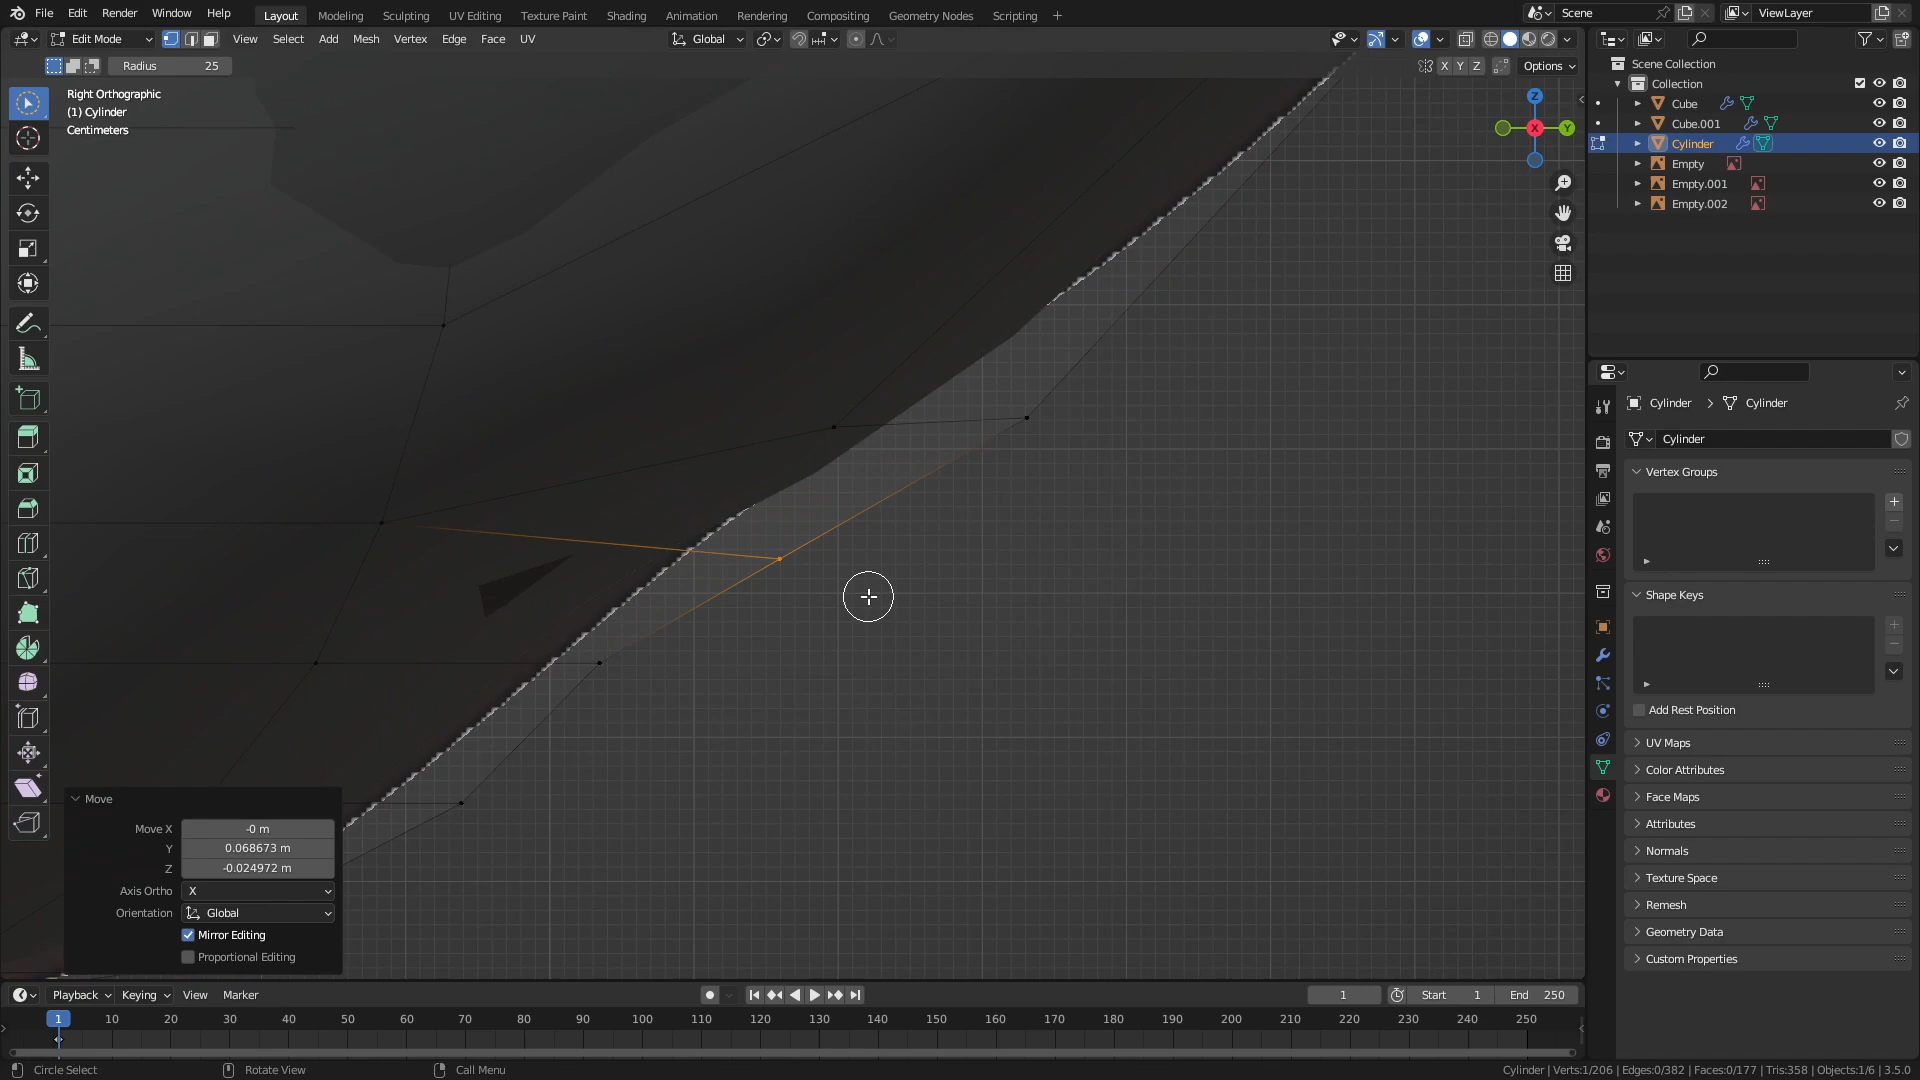 File Edit Render Window Help Layout Modeling Sculpting UV Editing Texture Paint Shading Animation Rendering Compositing Geometry Nodes Scripting + Scene ViewLayer
Edit Mode View Select Add Mesh Vertex Edge Face UV Global
Radius 25 X Y Z Options
Right Orthographic
(1) Cylinder
Centimeters
Z
X
Y
Scene Collection
Collection
Cube
Cube.001
Cylinder
Empty
Empty.001
Empty.002
Cylinder > Cylinder
Cylinder
Vertex Groups
Shape Keys
Add Rest Position
UV Maps
Color Attributes
Face Maps
Attributes
Normals
Texture Space
Remesh
Geometry Data
Custom Properties
Move
Move X -0 m
Y 0.068673 m
Z -0.024972 m
Axis Ortho X
Orientation Global
Mirror Editing
Proportional Editing
Playback Keying View Marker 1 Start 1 End 250
1 10 20 30 40 50 60 70 80 90 100 110 120 130 140 150 160 170 180 190 200 210 220 230 240 250
Circle Select Rotate View Call Menu Cylinder | Verts:1/206 | Edges:0/382 | Faces:0/177 | Tris:358 | Objects:1/6 | 3.5.0